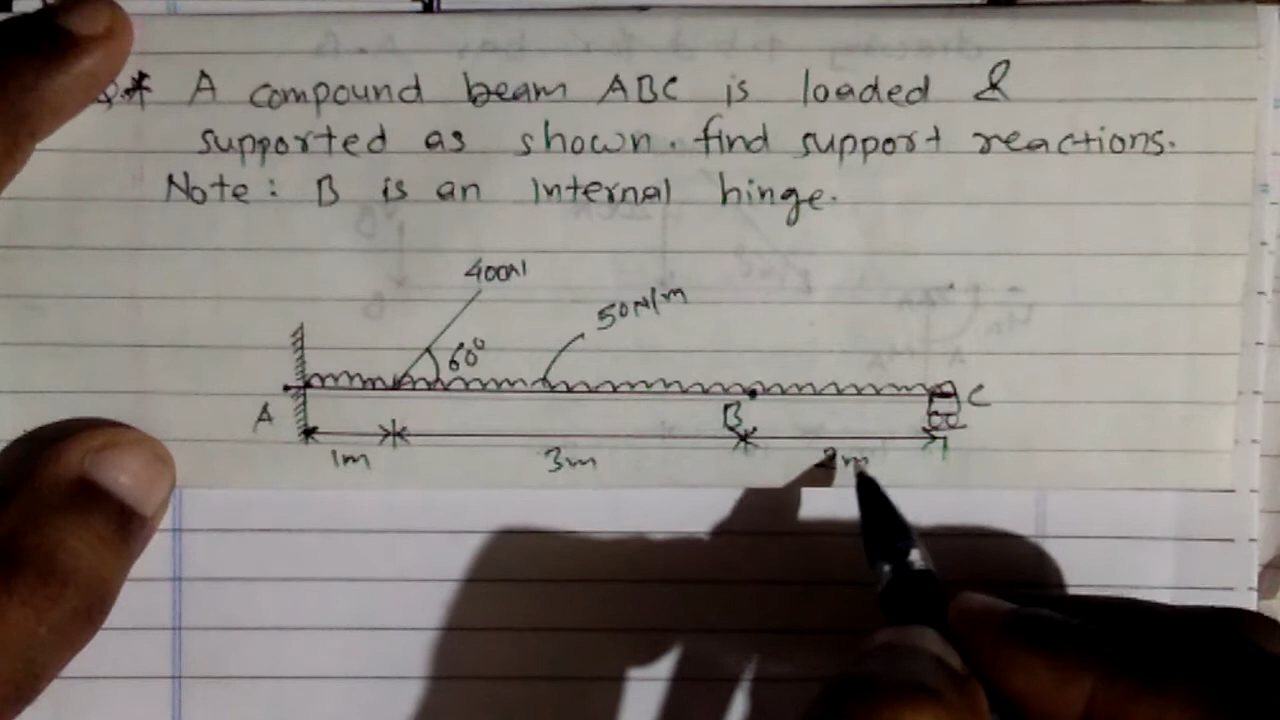 * A compound beam ABC is loaded &
supported as shown. find support reactions.
Note: B is an Internal hinge.
400N
50N/m
60°
A
B
C
1m
3m
2m